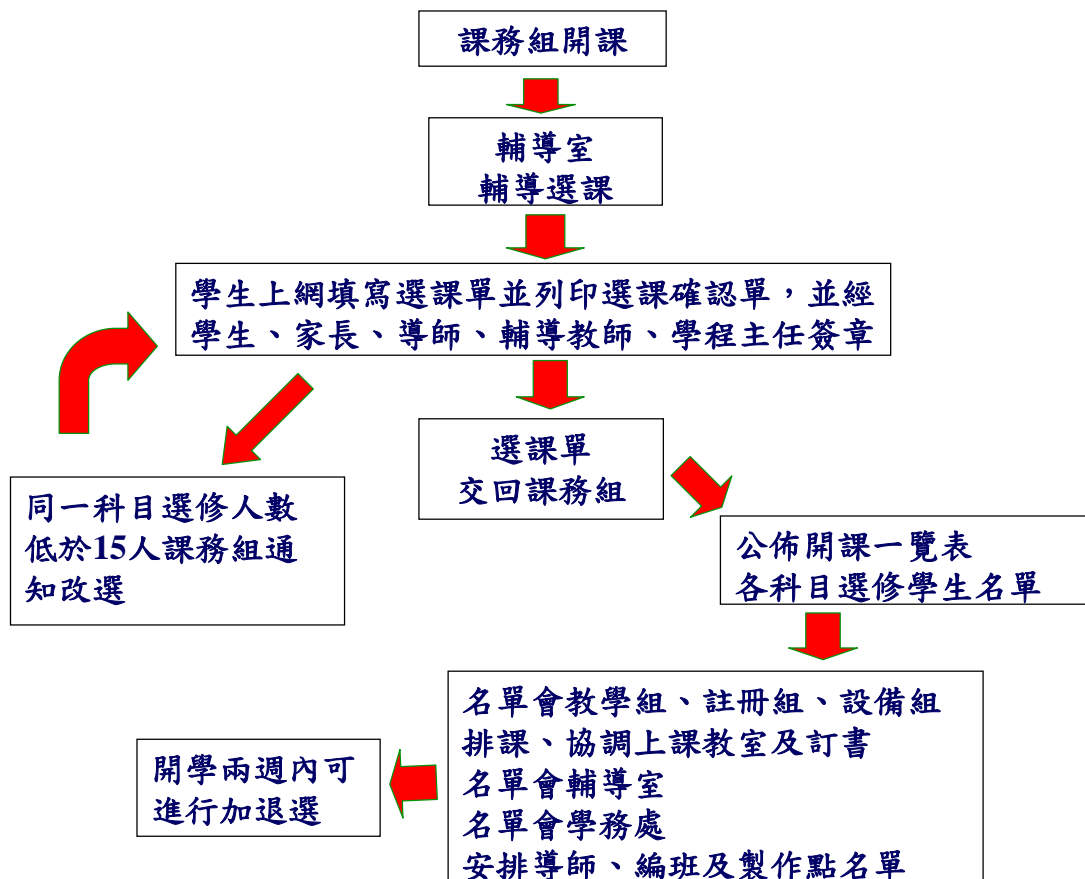 課務組開課
輔導室
輔導選課
學生上網填寫選課單並列印選課確認單，並經
學生、家長、導師、輔導教師、學程主任簽章
選課單
交回課務組
同一科目選修人數
低於15人課務組通
知改選
公佈開課一覽表
各科目選修學生名單
名單會教學組、註冊組、設備組
排課、協調上課教室及訂書
名單會輔導室
名單會學務處
安排導師、編班及製作點名單
開學兩週內可
進行加退選